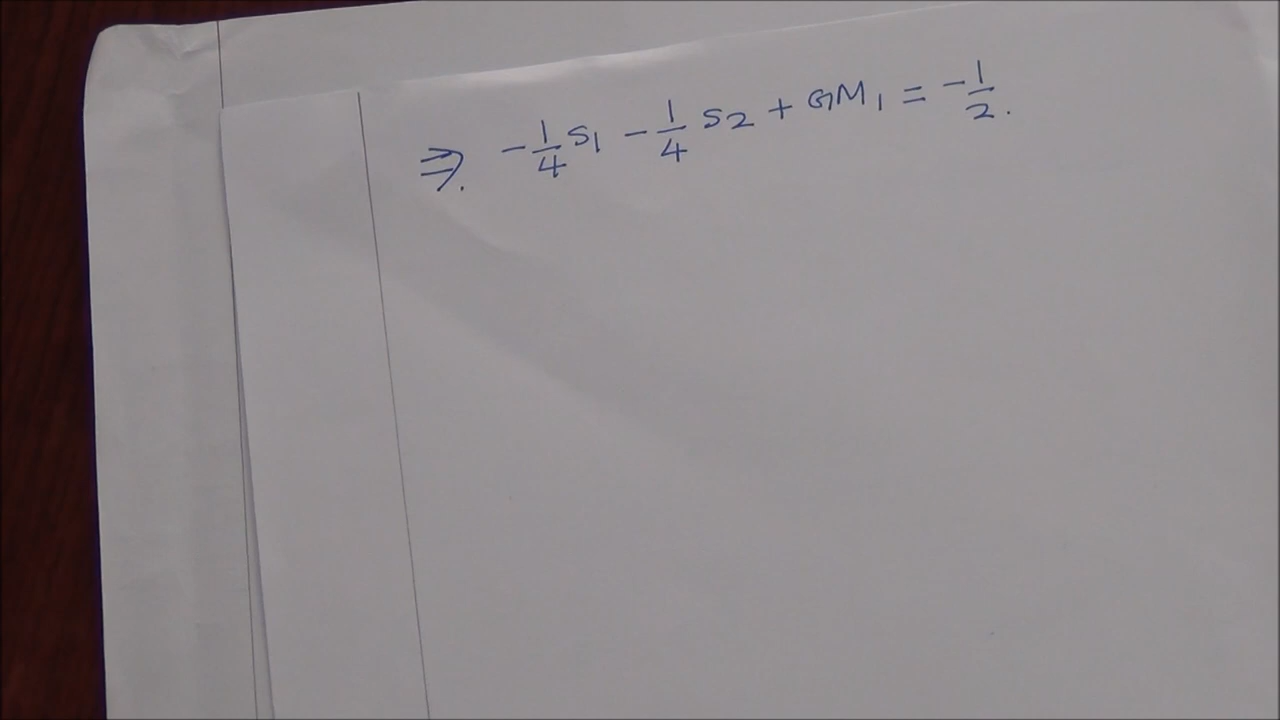 ⇒. -1/4 S1 - 1/4 S2 + GM1 = -1/2.